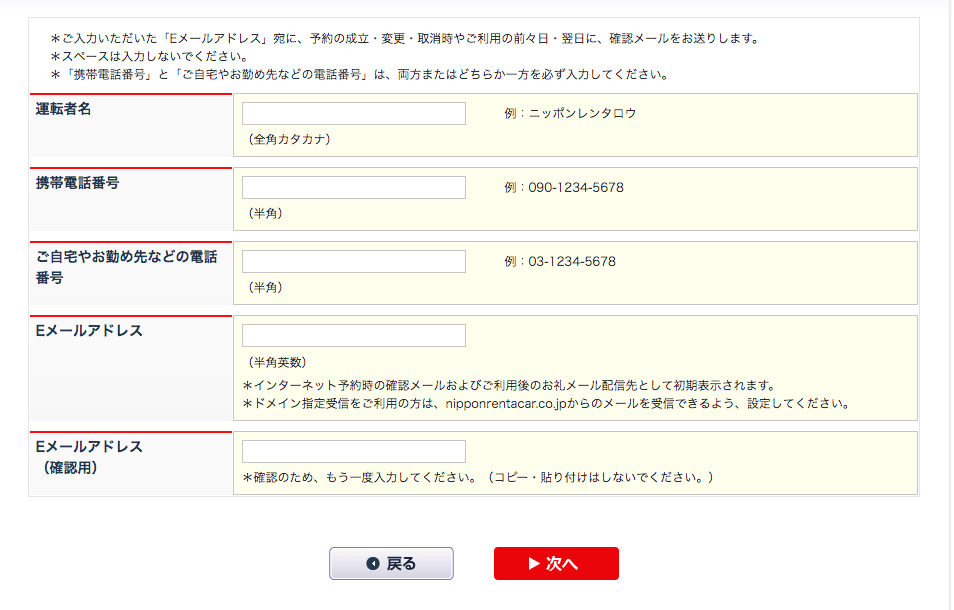 ＊ご入力いただいた「Eメールアドレス」宛に、予約の成立・変更・取消時やご利用の前々日・翌日に、確認メールをお送りします。
＊スペースは入力しないでください。
＊「携帯電話番号」と「ご自宅やお勤め先などの電話番号」は、両方またはどちらか一方を必ず入力してください。
運転者名
例：ニッポンレンタロウ
（全角カタカナ）
携帯電話番号
例：090-1234-5678
（半角）
ご自宅やお勤め先などの電話
番号
例：03-1234-5678
（半角）
Eメールアドレス
（半角英数）
＊インターネット予約時の確認メールおよびご利用後のお礼メール配信先として初期表示されます。
＊ドメイン指定受信をご利用の方は、nipponrentacar.co.jpからのメールを受信できるよう、設定してください。
Eメールアドレス
（確認用）
＊確認のため、もう一度入力してください。（コピー・貼り付けはしないでください。）
戻る
次へ